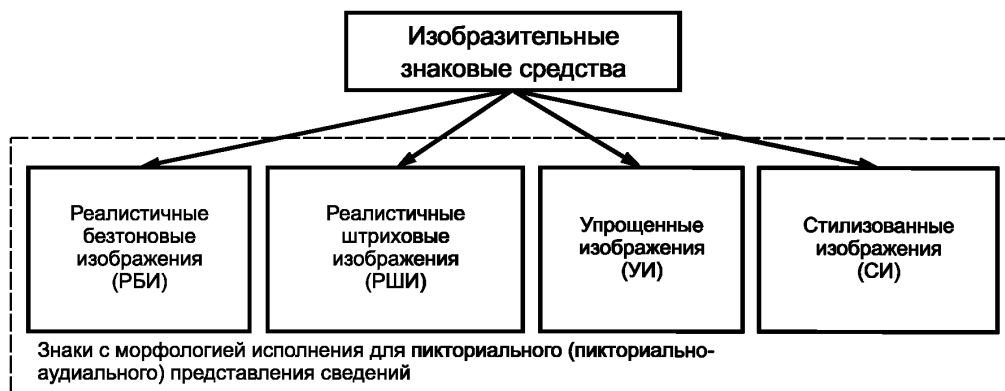 Изобразительные
знаковые средства
Реалистичные
безтоновые
изображения
(РБИ)
Реалистичные
штриховые
изображения
(РШИ)
Упрощенные
изображения
(УИ)
Стилизованные
изображения
(СИ)
Знаки с морфологией исполнения для пикториального (пикториально-
аудиального) представления сведений